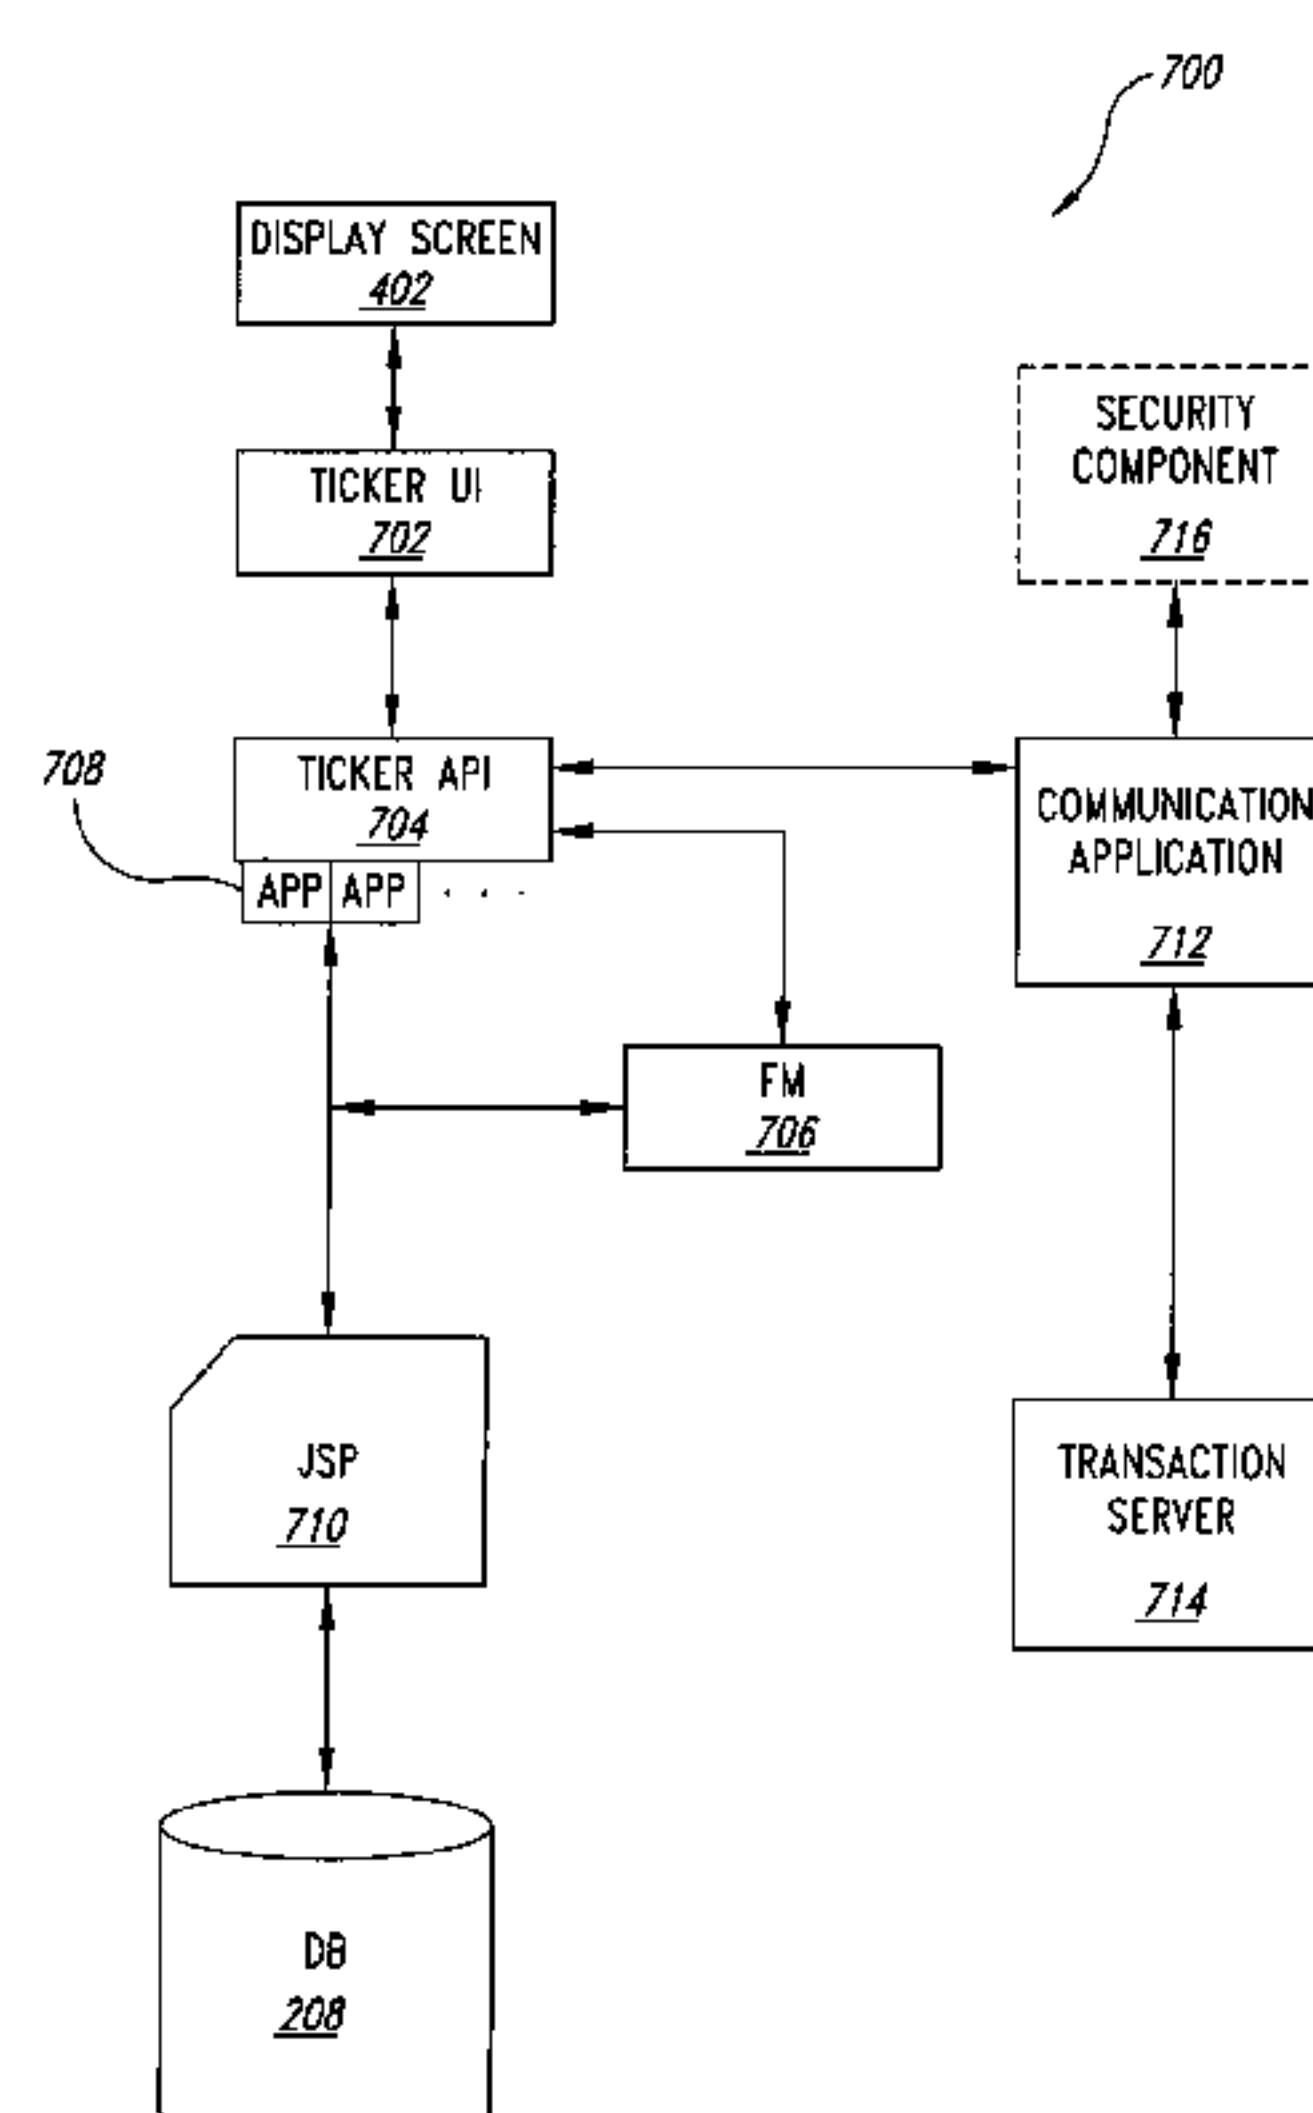 700
DISPLAY SCREEN
402
SECURITY
COMPONENT
716
TICKER UI
702
708
TICKER API
704
APP APP . . .
COMMUNICATION
APPLICATION
712
FM
706
JSP
710
TRANSACTION
SERVER
714
DB
208